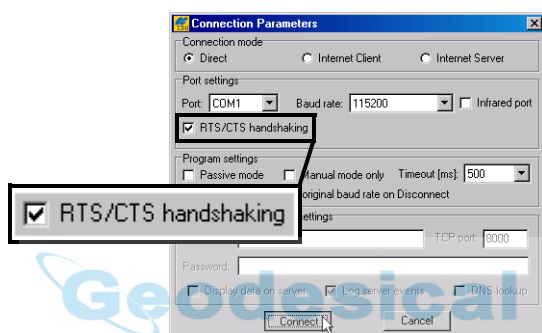 Connection Parameters
Connection mode
Direct Internet Client Internet Server
Port settings
Port: COM1 Baud rate: 115200 Infrared port
RTS/CTS handshaking
Program settings
Passive mode Manual mode only Timeout [ms]: 500
original baud rate on Disconnect
RTS/CTS handshaking
ettings
TCP port: 8000
Password:
Display data on server Log server events DNS lookup
Geodesical
Connect Cancel